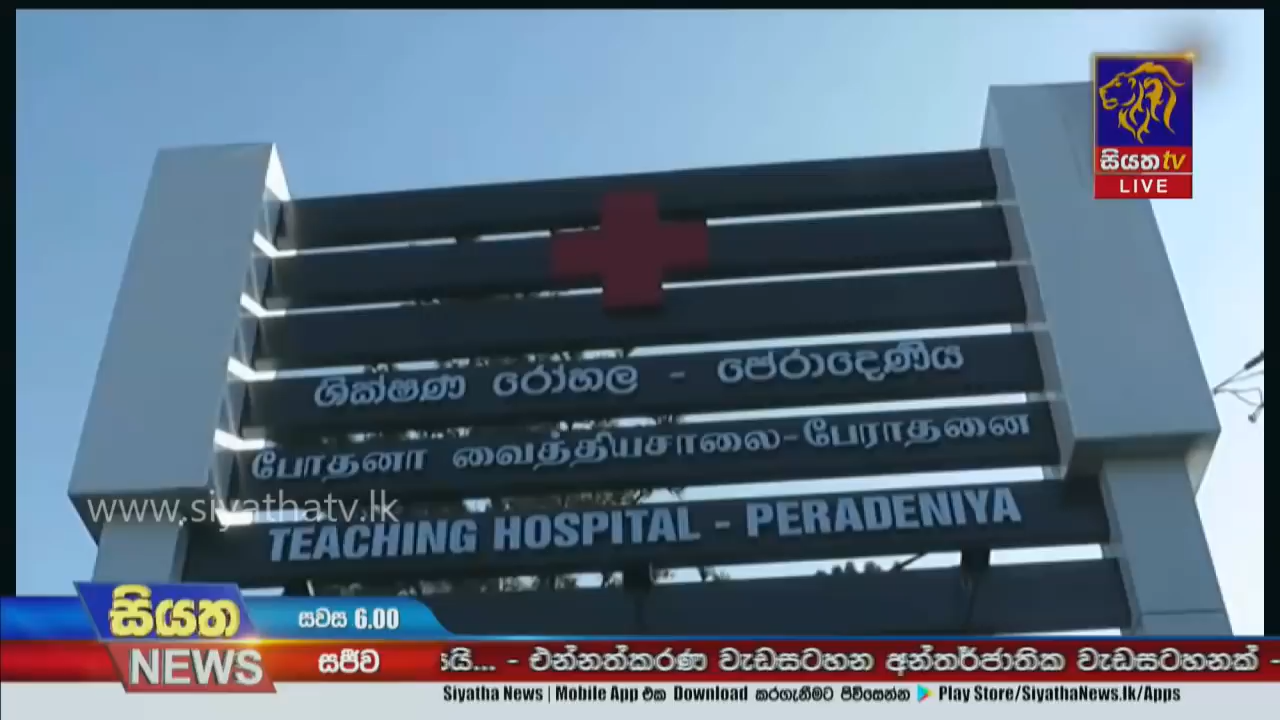 සියත tv
LIVE
ශික්ෂණ රෝහල - පේරාදෙණිය
போதனா வைத்தியசாலை-பேராதனை
www.siyathatv.lk
TEACHING HOSPITAL - PERADENIYA
සියත
NEWS
සවස 6.00
සජීව
යි... - එන්නත්කරණ වැඩසටහන අන්තර්ජාතික වැඩසටහනක් -
Siyatha News | Mobile App එක Download කරගැනීමට පිවිසෙන්න Play Store/SiyathaNews.lk/Apps